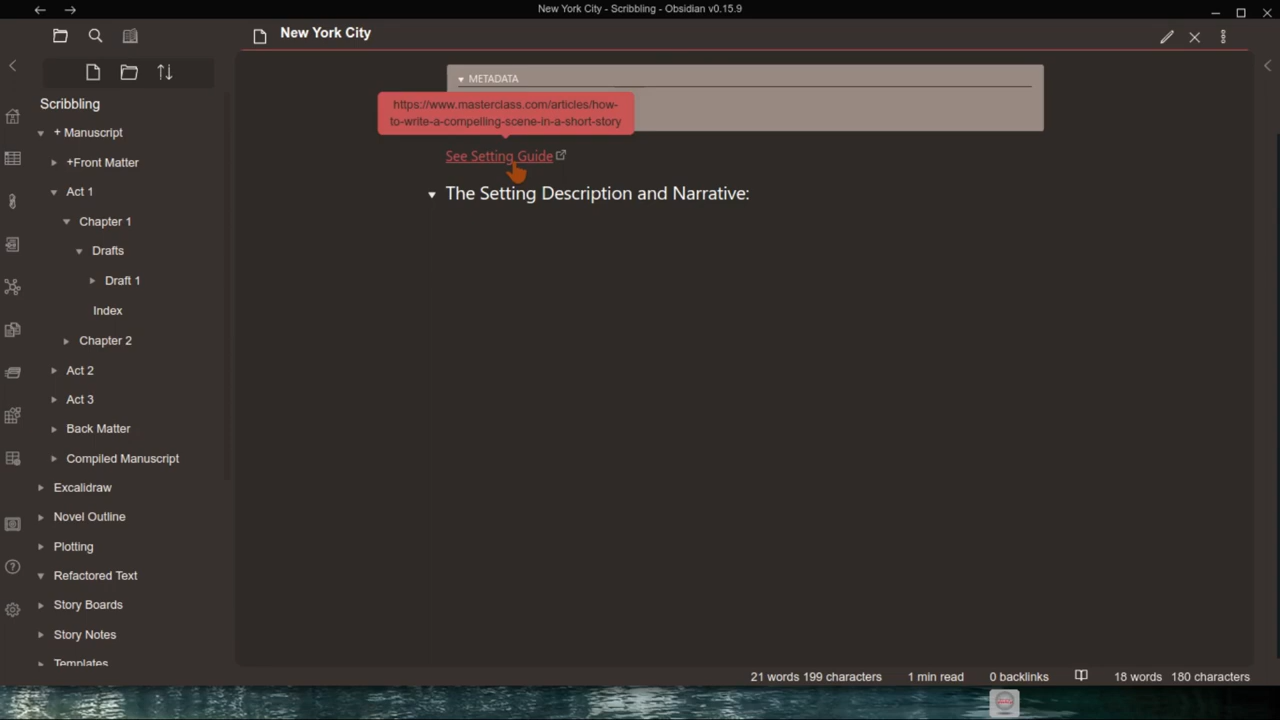 New York City - Scribbling - Obsidian v0.15.9
New York City
METADATA
https://www.masterclass.com/articles/how-
to-write-a-compelling-scene-in-a-short-story
See Setting Guide
The Setting Description and Narrative:
Scribbling
+ Manuscript
+Front Matter
Act 1
Chapter 1
Drafts
Draft 1
Index
Chapter 2
Act 2
Act 3
Back Matter
Compiled Manuscript
Excalidraw
Novel Outline
Plotting
Refactored Text
Story Boards
Story Notes
Templates
21 words 199 characters
1 min read
0 backlinks
18 words 180 characters